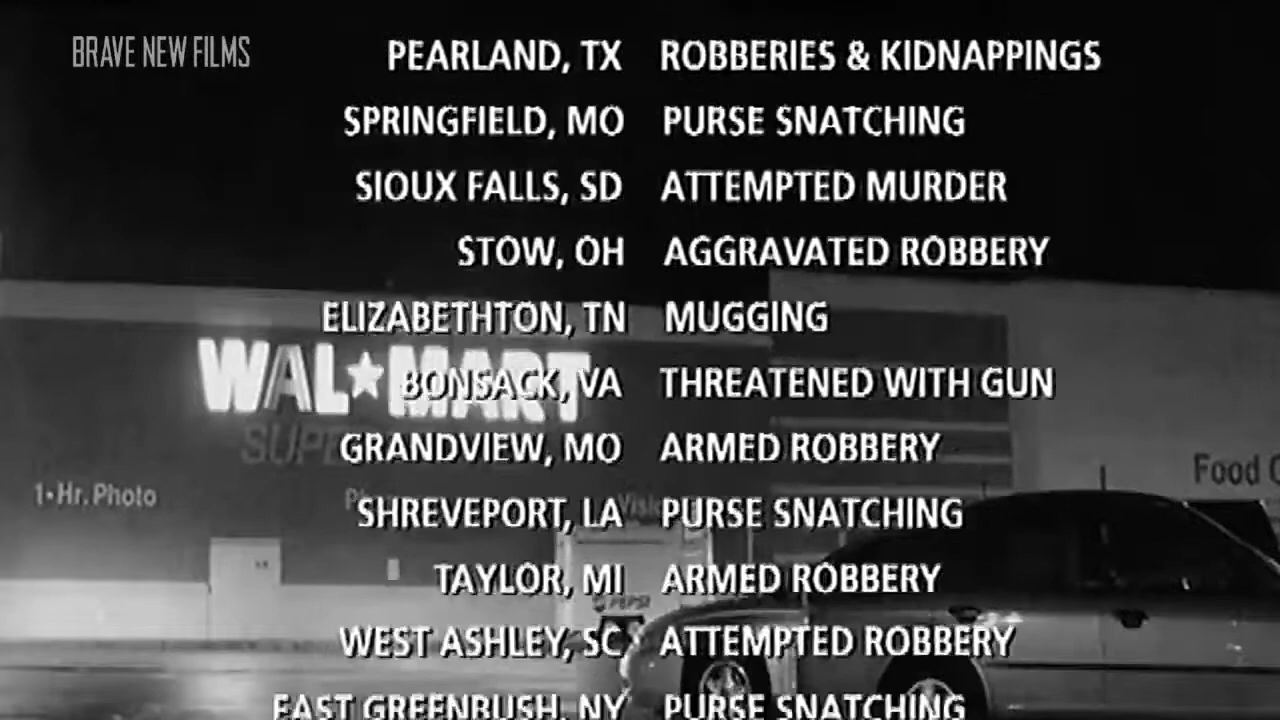 BRAVE NEW FILMS
PEARLAND, TX ROBBERIES & KIDNAPPINGS
SPRINGFIELD, MO PURSE SNATCHING
SIOUX FALLS, SD ATTEMPTED MURDER
STOW, OH AGGRAVATED ROBBERY
ELIZABETHTON, TN MUGGING
WAL★MART
BONSACK, VA THREATENED WITH GUN
GRANDVIEW, MO ARMED ROBBERY
Food
1-Hr. Photo
SHREVEPORT, LA PURSE SNATCHING
TAYLOR, MI ARMED ROBBERY
PEPSI
WEST ASHLEY, SC ATTEMPTED ROBBERY
EAST GREENBUSH, NY PURSE SNATCHING